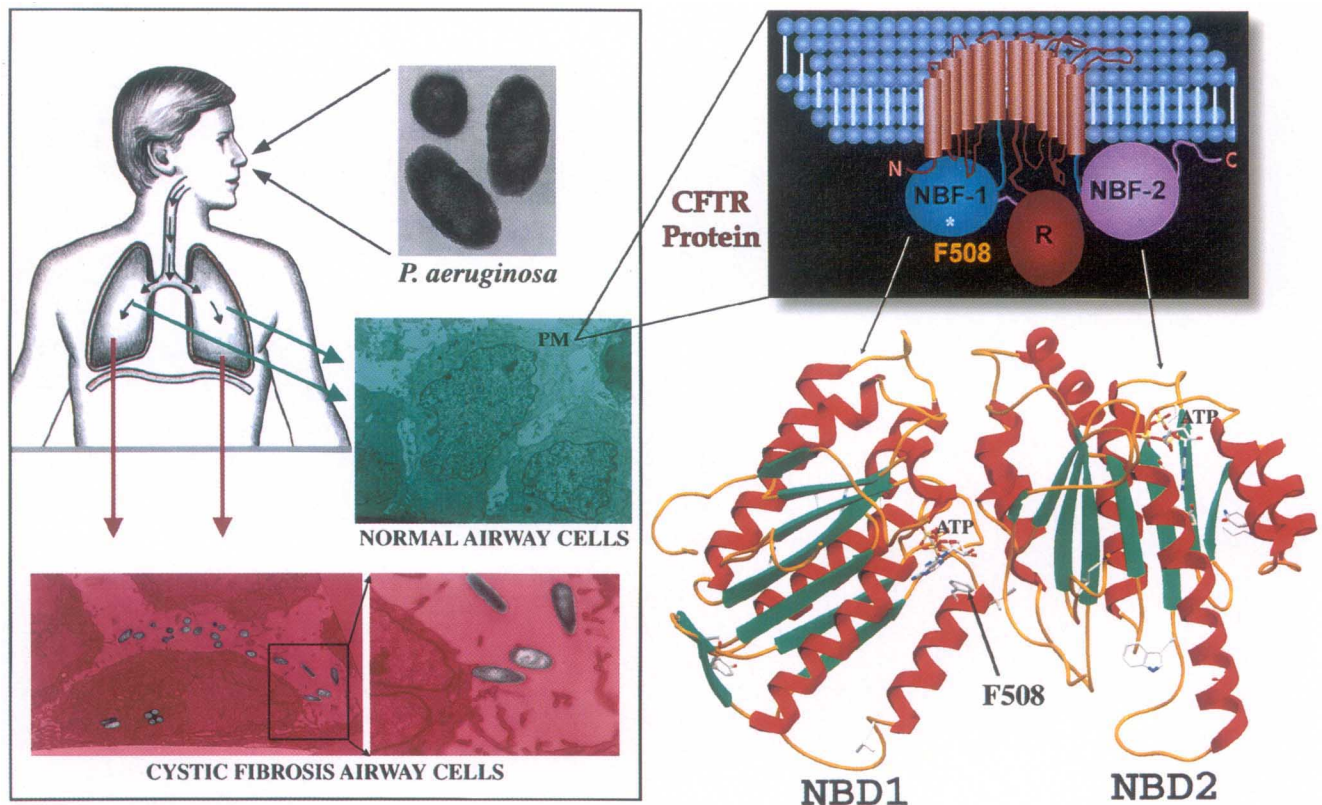 P. aeruginosa
PM
NORMAL AIRWAY CELLS
CYSTIC FIBROSIS AIRWAY CELLS
CFTR
Protein
N
C
NBF-1
*
F508
R
NBF-2
ATP
ATP
F508
NBD1
NBD2